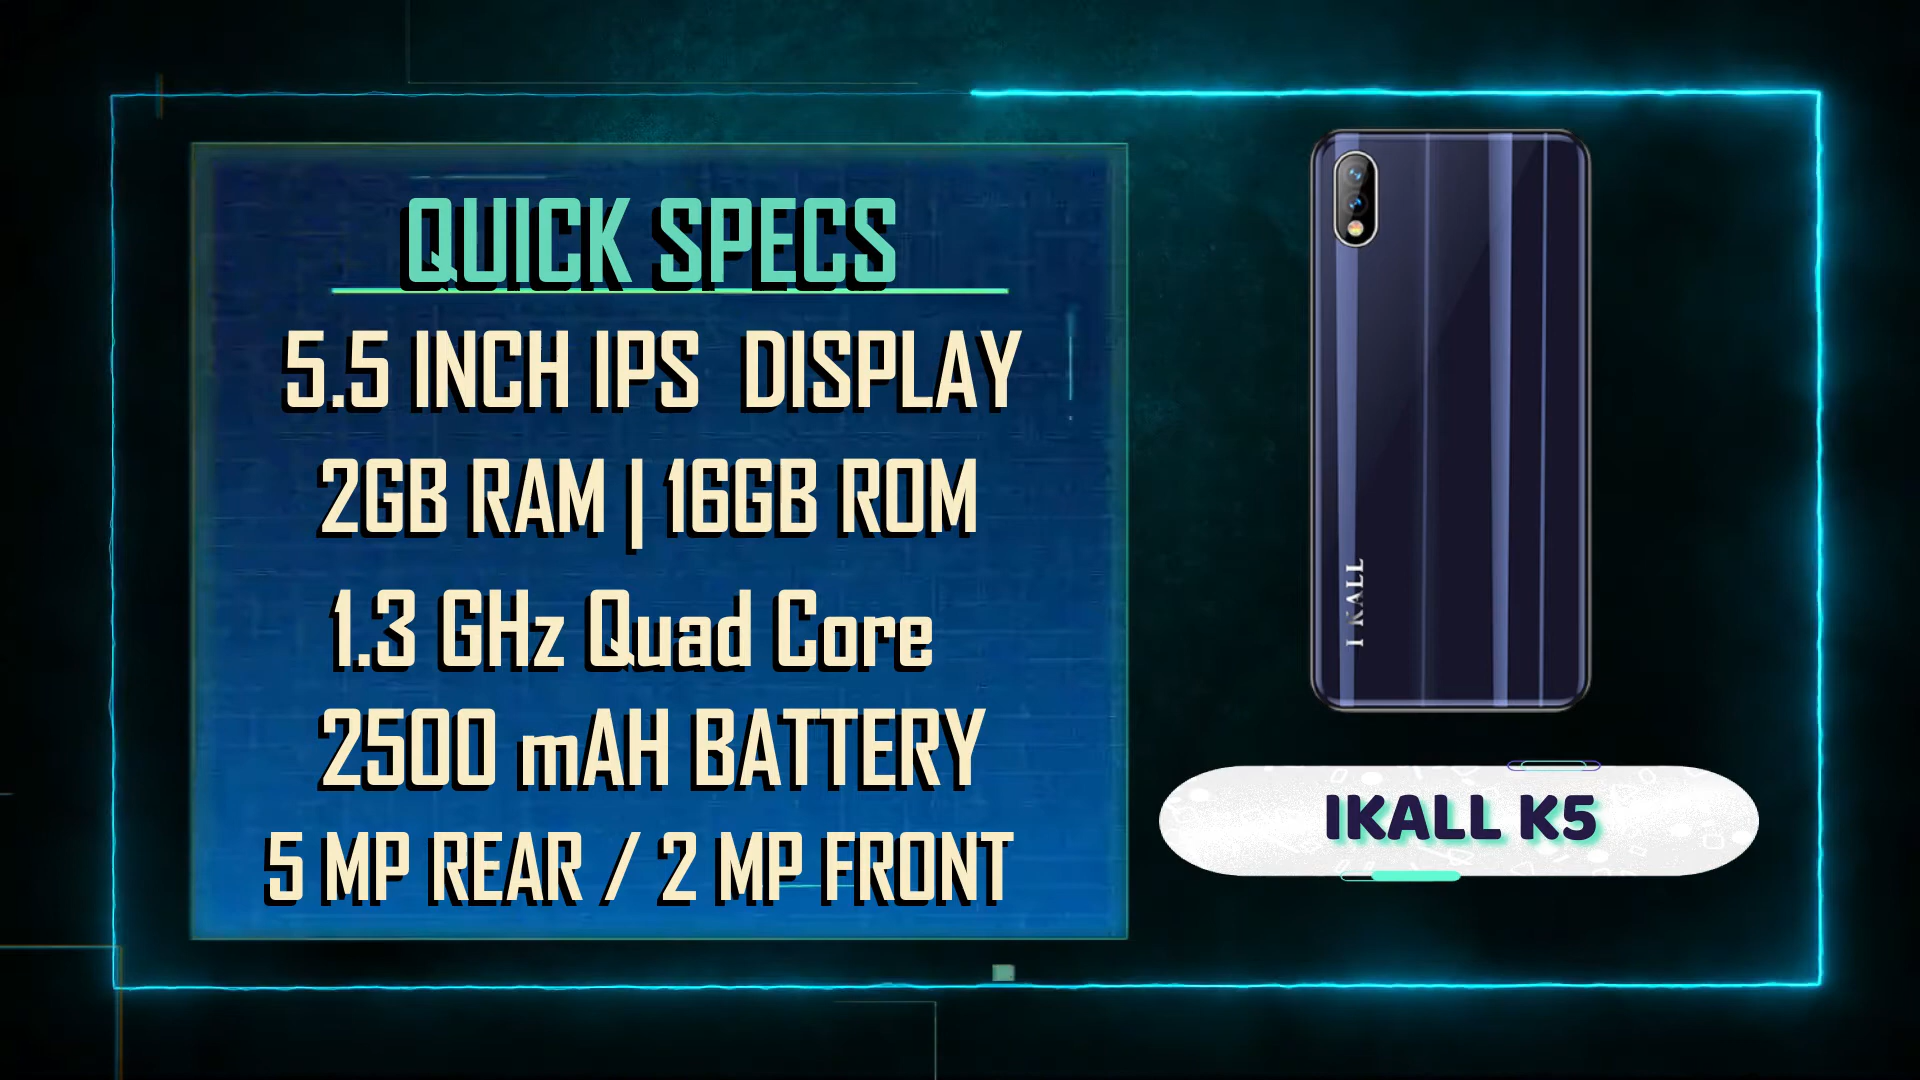 QUICK SPECS
5.5 INCH IPS DISPLAY
2GB RAM | 16GB ROM
1.3 GHz Quad Core
2500 mAH BATTERY
5 MP REAR / 2 MP FRONT
I KALL
IKALL K5